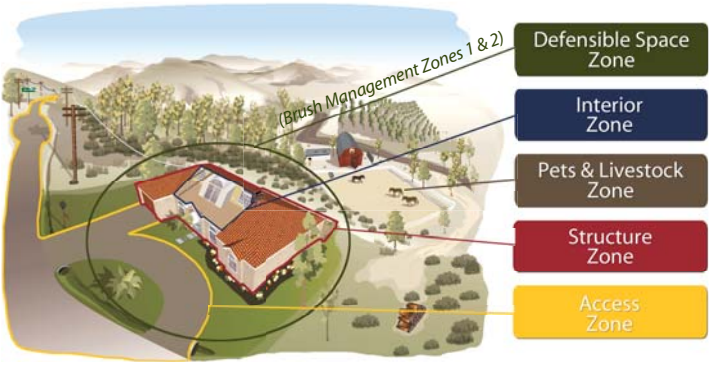 (Brush Management Zones 1 & 2)
Defensible Space
Zone
Interior
Zone
Pets & Livestock
Zone
Structure
Zone
Access
Zone